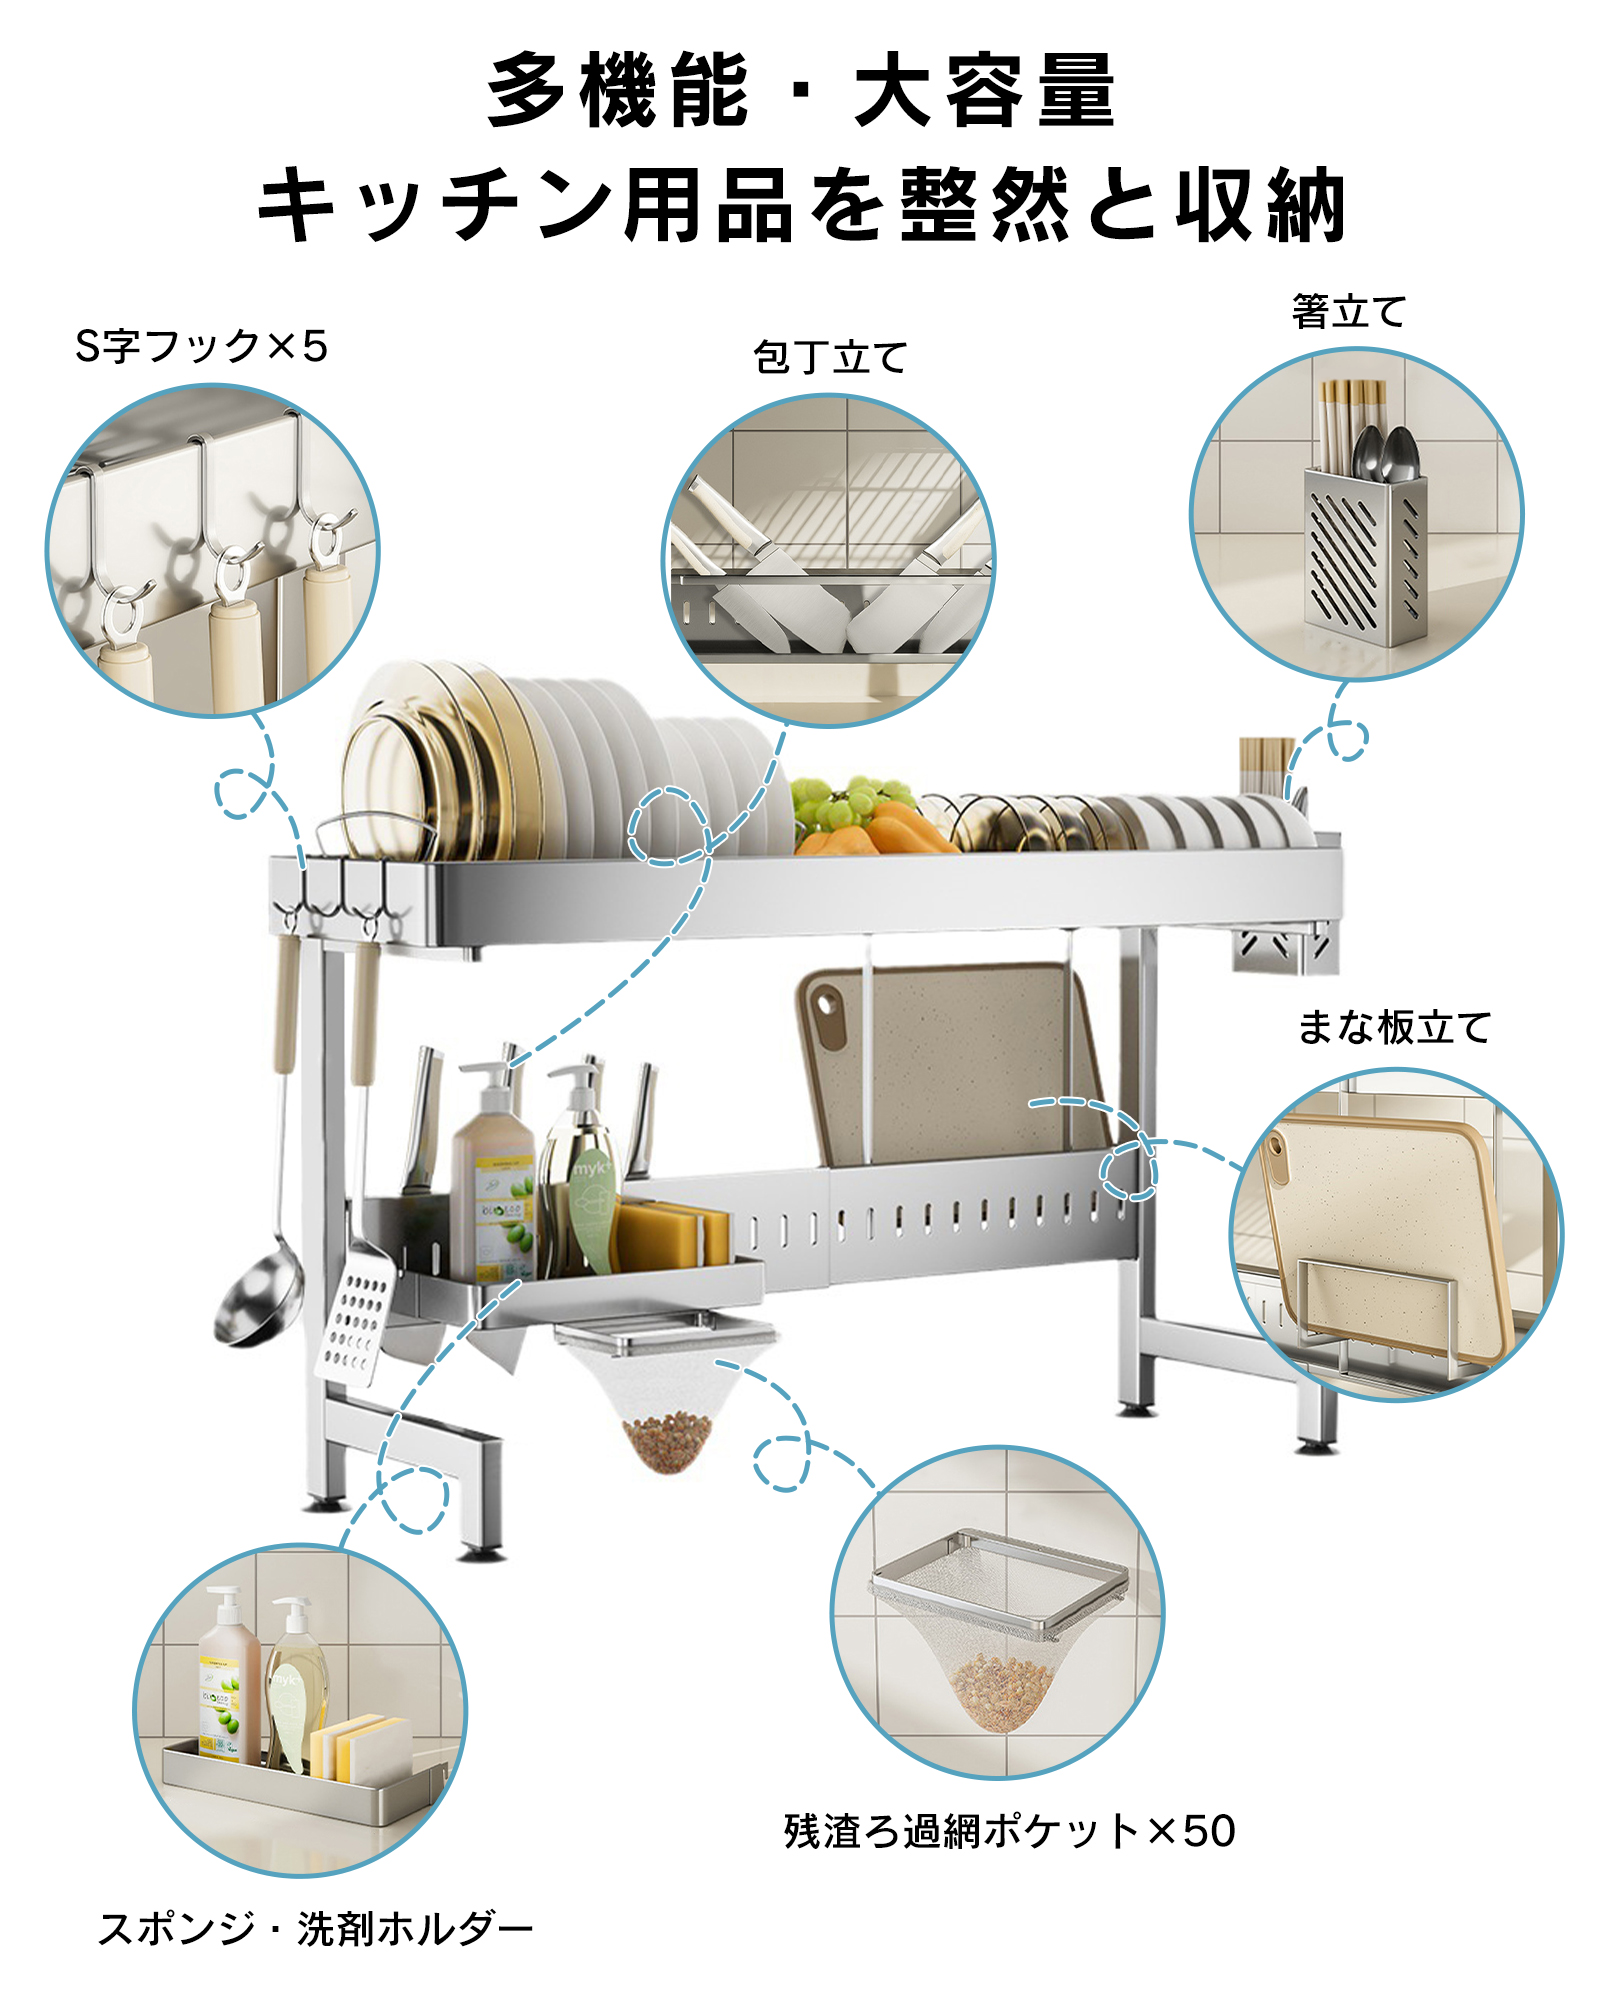 多機能・大容量
キッチン用品を整然と収納
S字フック×5
包丁立て
箸立て
まな板立て
myk
myk
残渣ろ過網ポケット×50
スポンジ・洗剤ホルダー